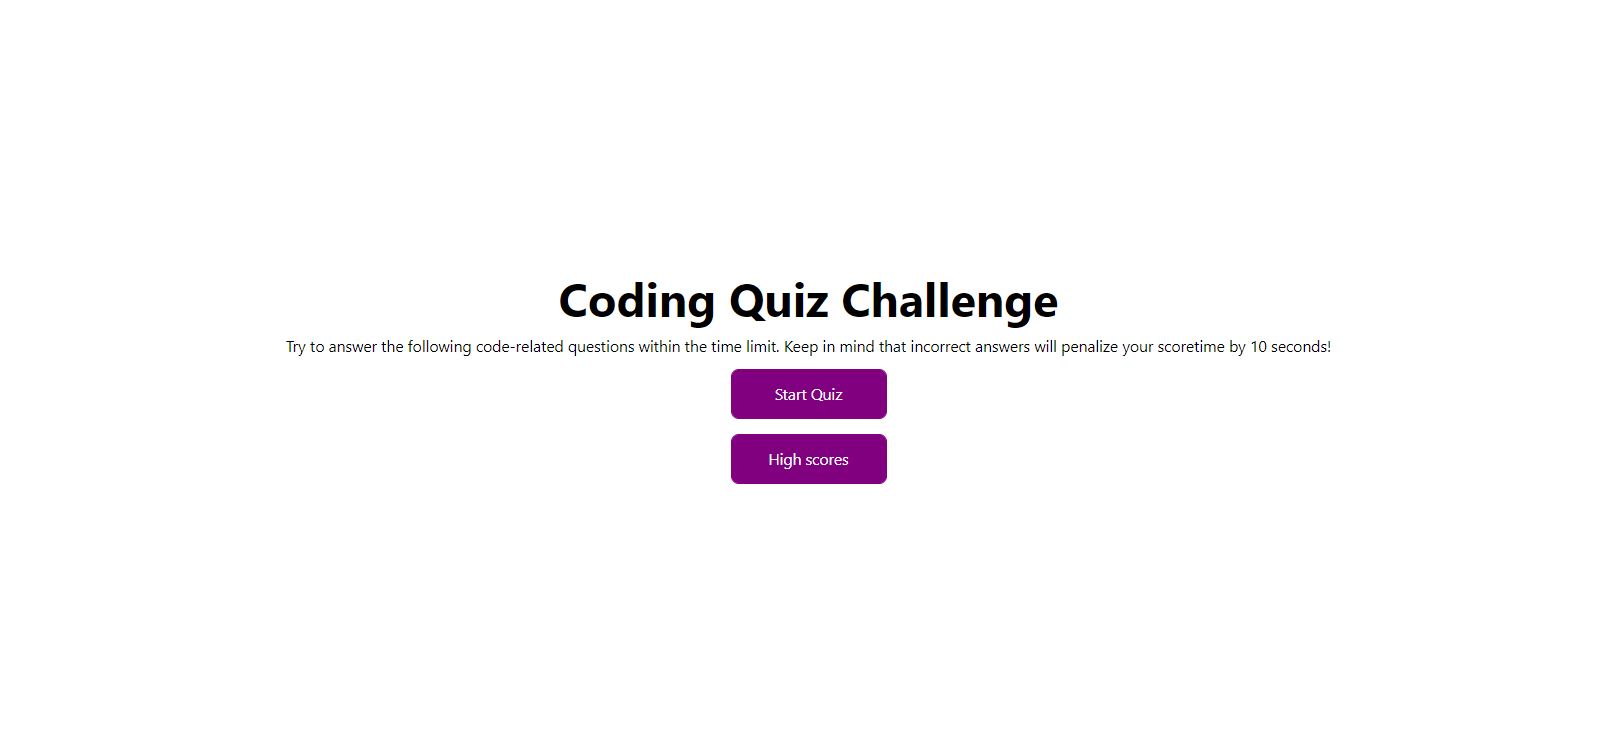 Coding Quiz Challenge
Try to answer the following code-related questions within the time limit. Keep in mind that incorrect answers will penalize your scoretime by 10 seconds!
Start Quiz
High scores